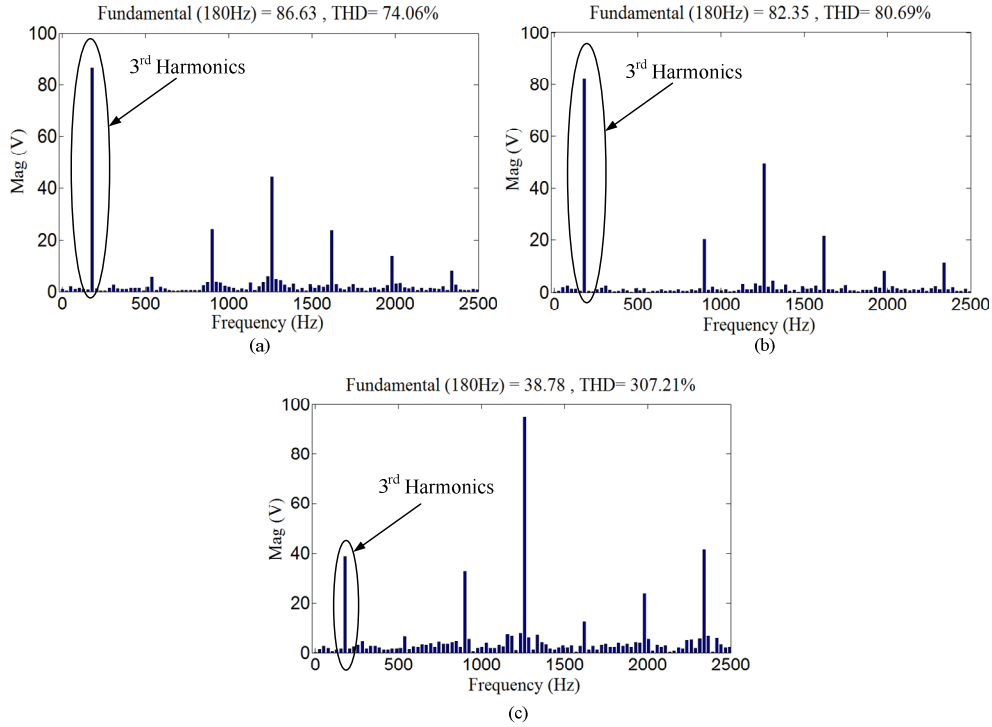 Fundamental (180Hz) = 86.63 , THD= 74.06%
100
80
60
40
20
0
Mag (V)
3rd Harmonics
0
500
1000
1500
2000
2500
Frequency (Hz)
(a)
Fundamental (180Hz) = 82.35 , THD= 80.69%
100
80
60
40
20
0
Mag (V)
3rd Harmonics
0
500
1000
1500
2000
2500
Frequency (Hz)
(b)
Fundamental (180Hz) = 38.78 , THD= 307.21%
100
80
60
40
20
0
Mag (V)
3rd Harmonics
0
500
1000
1500
2000
2500
Frequency (Hz)
(c)